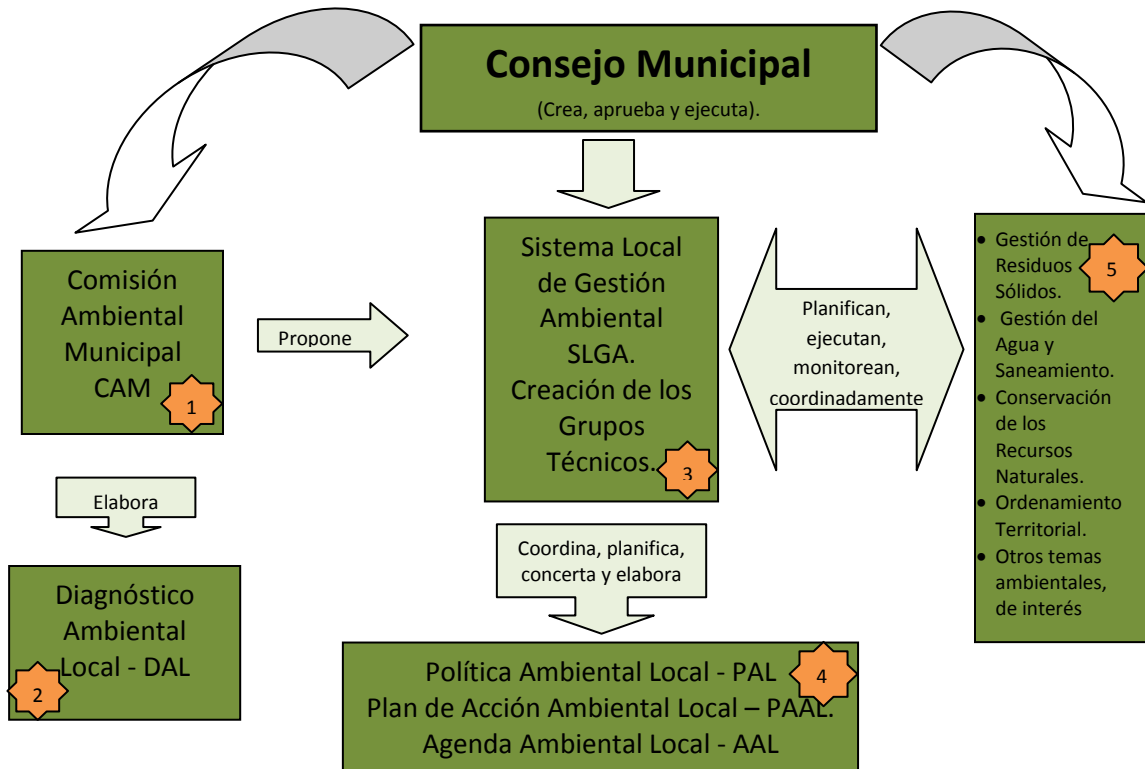 Consejo Municipal
(Crea, aprueba y ejecuta).
Comisión
Ambiental
Municipal
CAM
1
Propone
Sistema Local
de Gestión
Ambiental
SLGA.
Creación de los
Grupos
Técnicos.
3
Planifican,
ejecutan,
monitorean,
coordinadamente
• Gestión de
Residuos
Sólidos.
5
• Gestión del
Agua y
Saneamiento.
• Conservación
de los
Recursos
Naturales.
• Ordenamiento
Territorial.
• Otros temas
ambientales,
de interés
Elabora
Diagnóstico
Ambiental
Local - DAL
2
Coordina, planifica,
concerta y elabora
Política Ambiental Local - PAL
4
Plan de Acción Ambiental Local – PAAL.
Agenda Ambiental Local - AAL